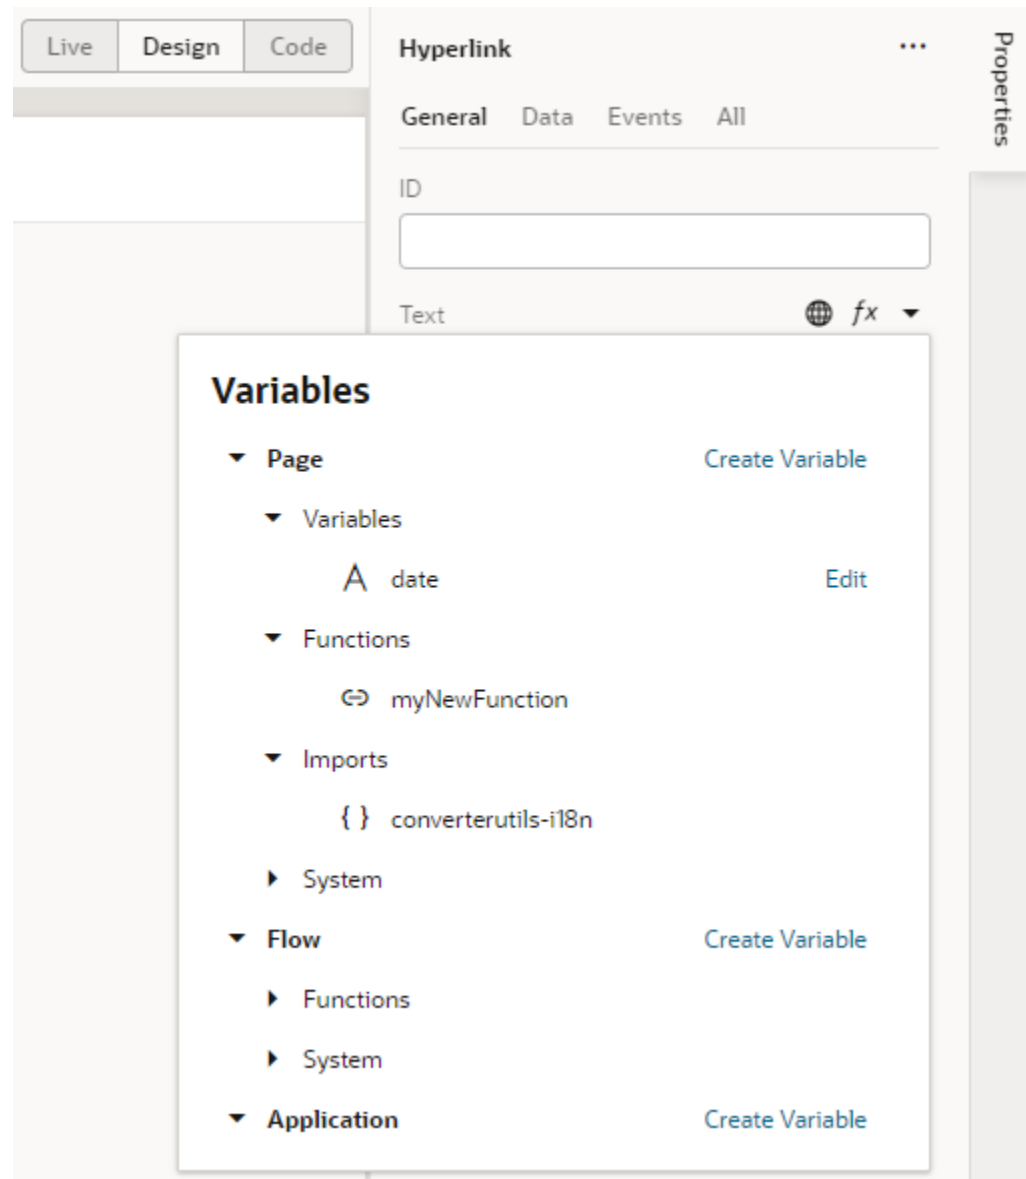 Live Design Code
Hyperlink ...
Properties
General Data Events All
ID
Text fx
Variables
Page Create Variable
Variables
A date Edit
Functions
myNewFunction
Imports
{ } converterutils-i18n
System
Flow Create Variable
Functions
System
Application Create Variable